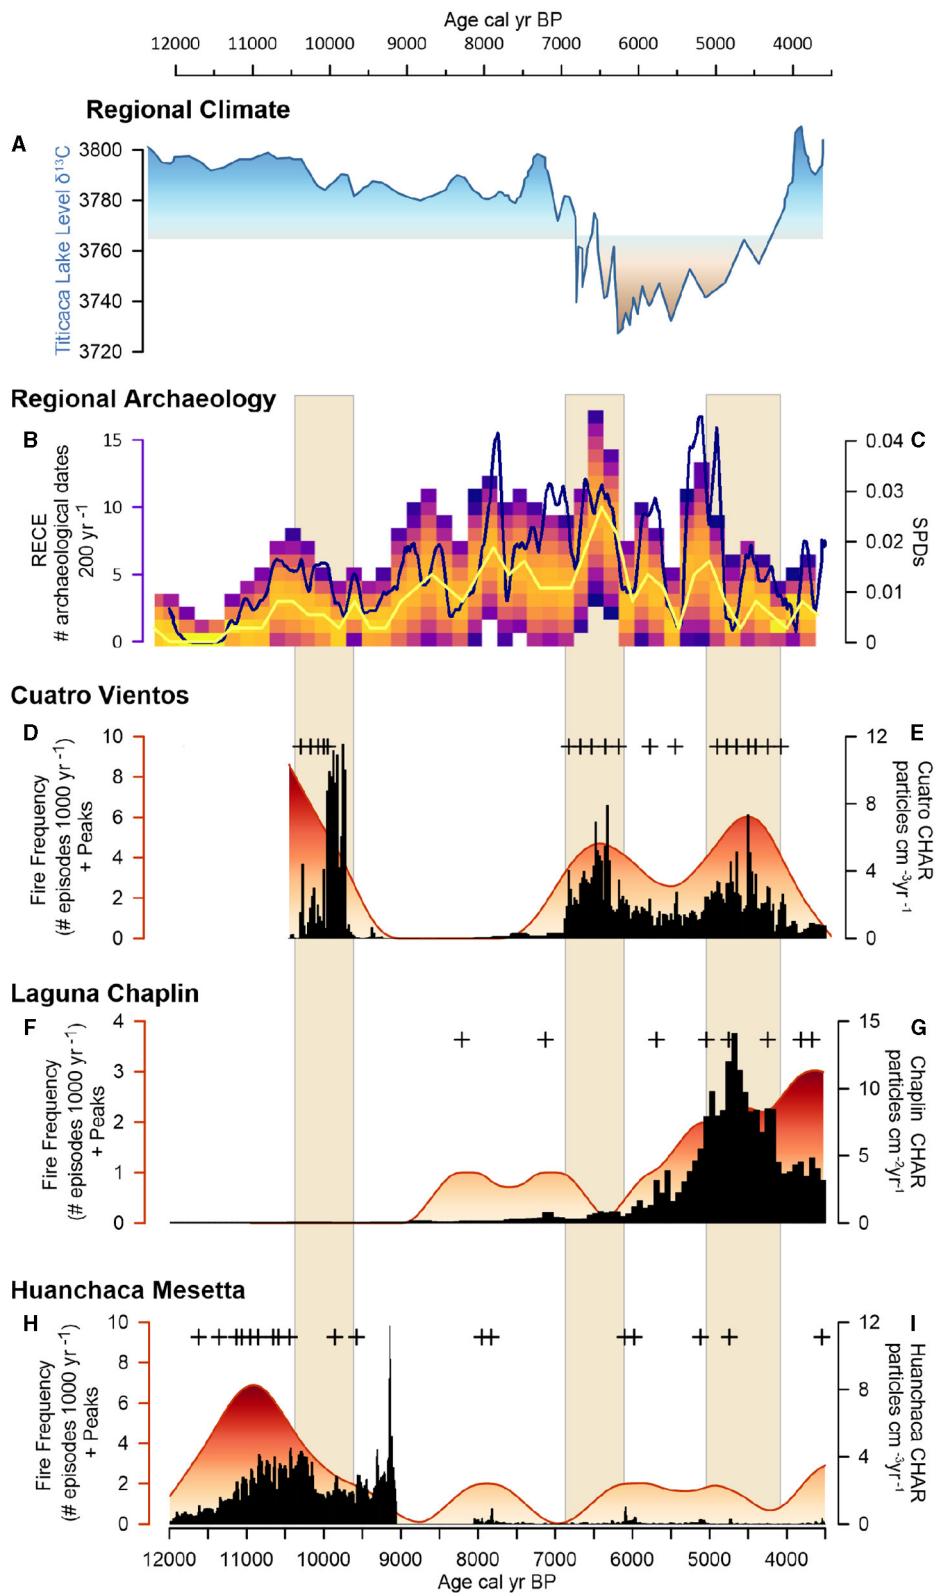 Age cal yr BP
12000 11000 10000 9000 8000 7000 6000 5000 4000
Regional Climate
A
Titicaca Lake Level δ¹³C
3800
3780
3760
3740
3720
Regional Archaeology
B
RECE
# archaeological dates
200 yr ⁻¹
15
10
5
0
C
SPDs
0.04
0.03
0.02
0.01
0
Cuatro Vientos
D
Fire Frequency
(# episodes 1000 yr ⁻¹)
+ Peaks
10
8
6
4
2
0
E
Cuatro CHAR
particles cm ⁻³yr ⁻¹
12
8
4
0
Laguna Chaplin
F
Fire Frequency
(# episodes 1000 yr ⁻¹)
+ Peaks
4
3
2
1
0
G
Chaplin CHAR
particles cm⁻²yr⁻¹
15
10
5
0
Huanchaca Mesetta
H
Fire Frequency
(# episodes 1000 yr ⁻¹)
+ Peaks
10
8
6
4
2
0
I
Huanchaca CHAR
particles cm ⁻³yr⁻¹
12
8
4
0
12000 11000 10000 9000 8000 7000 6000 5000 4000
Age cal yr BP